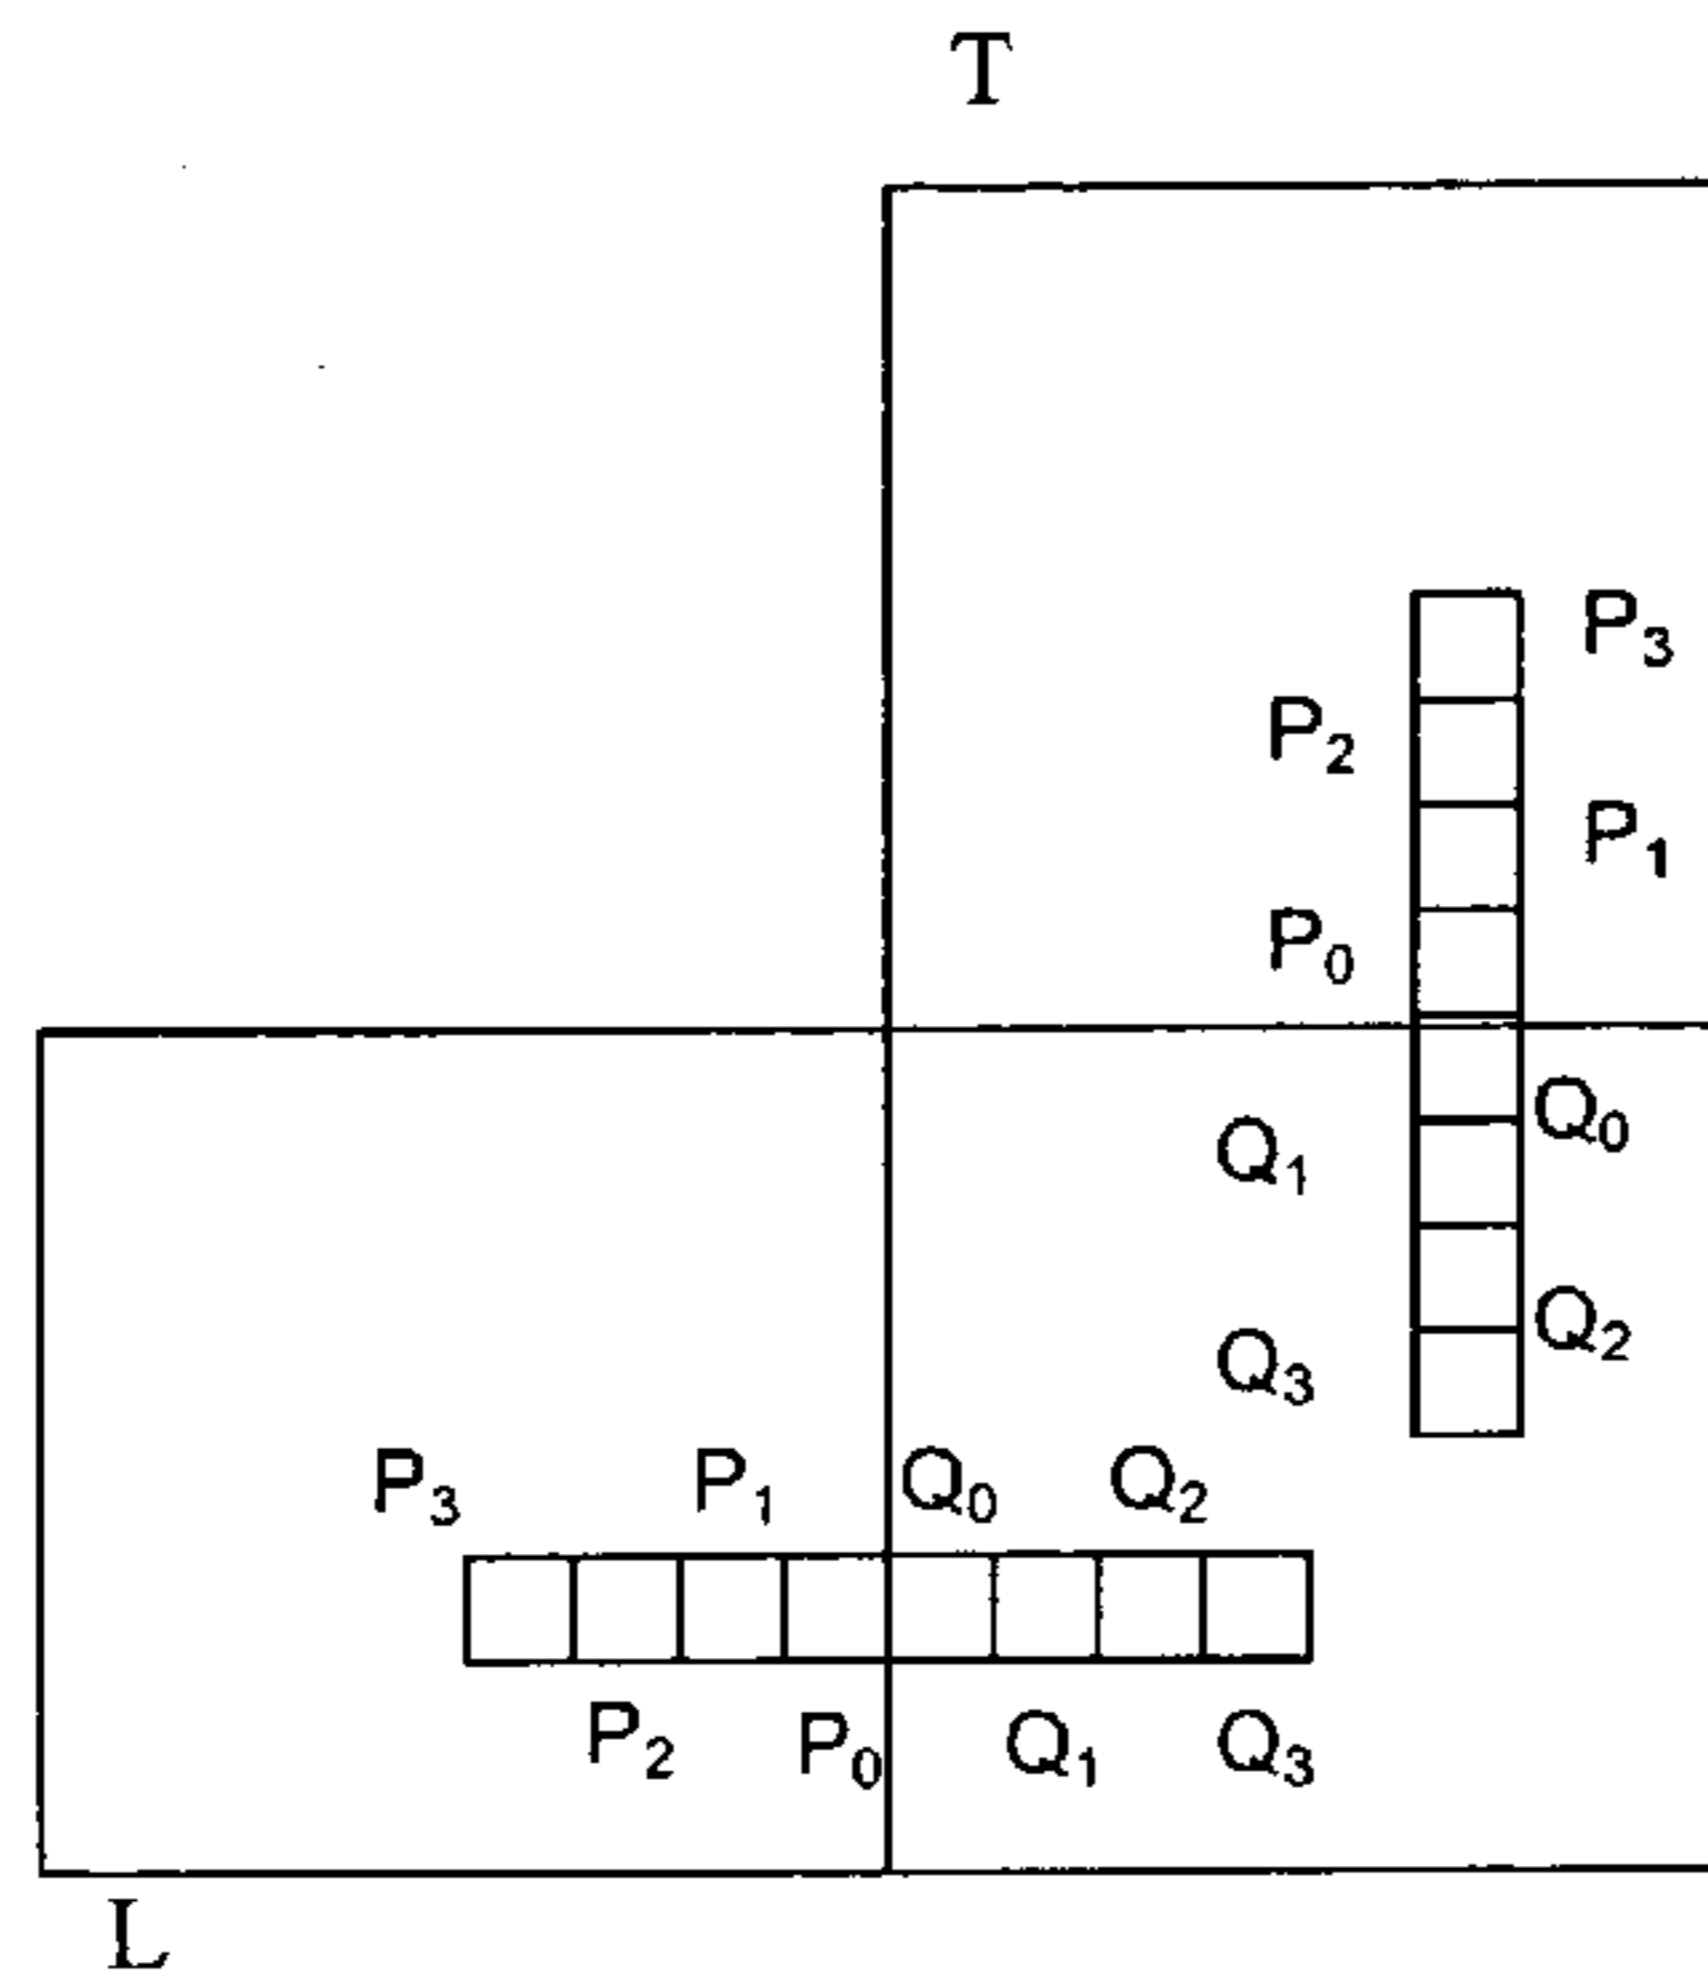 T
P₃
P₂
P₁
P₀
Q₀
Q₁
Q₂
Q₃
P₃ P₁ Q₀ Q₂
P₂ P₀ Q₁ Q₃
L